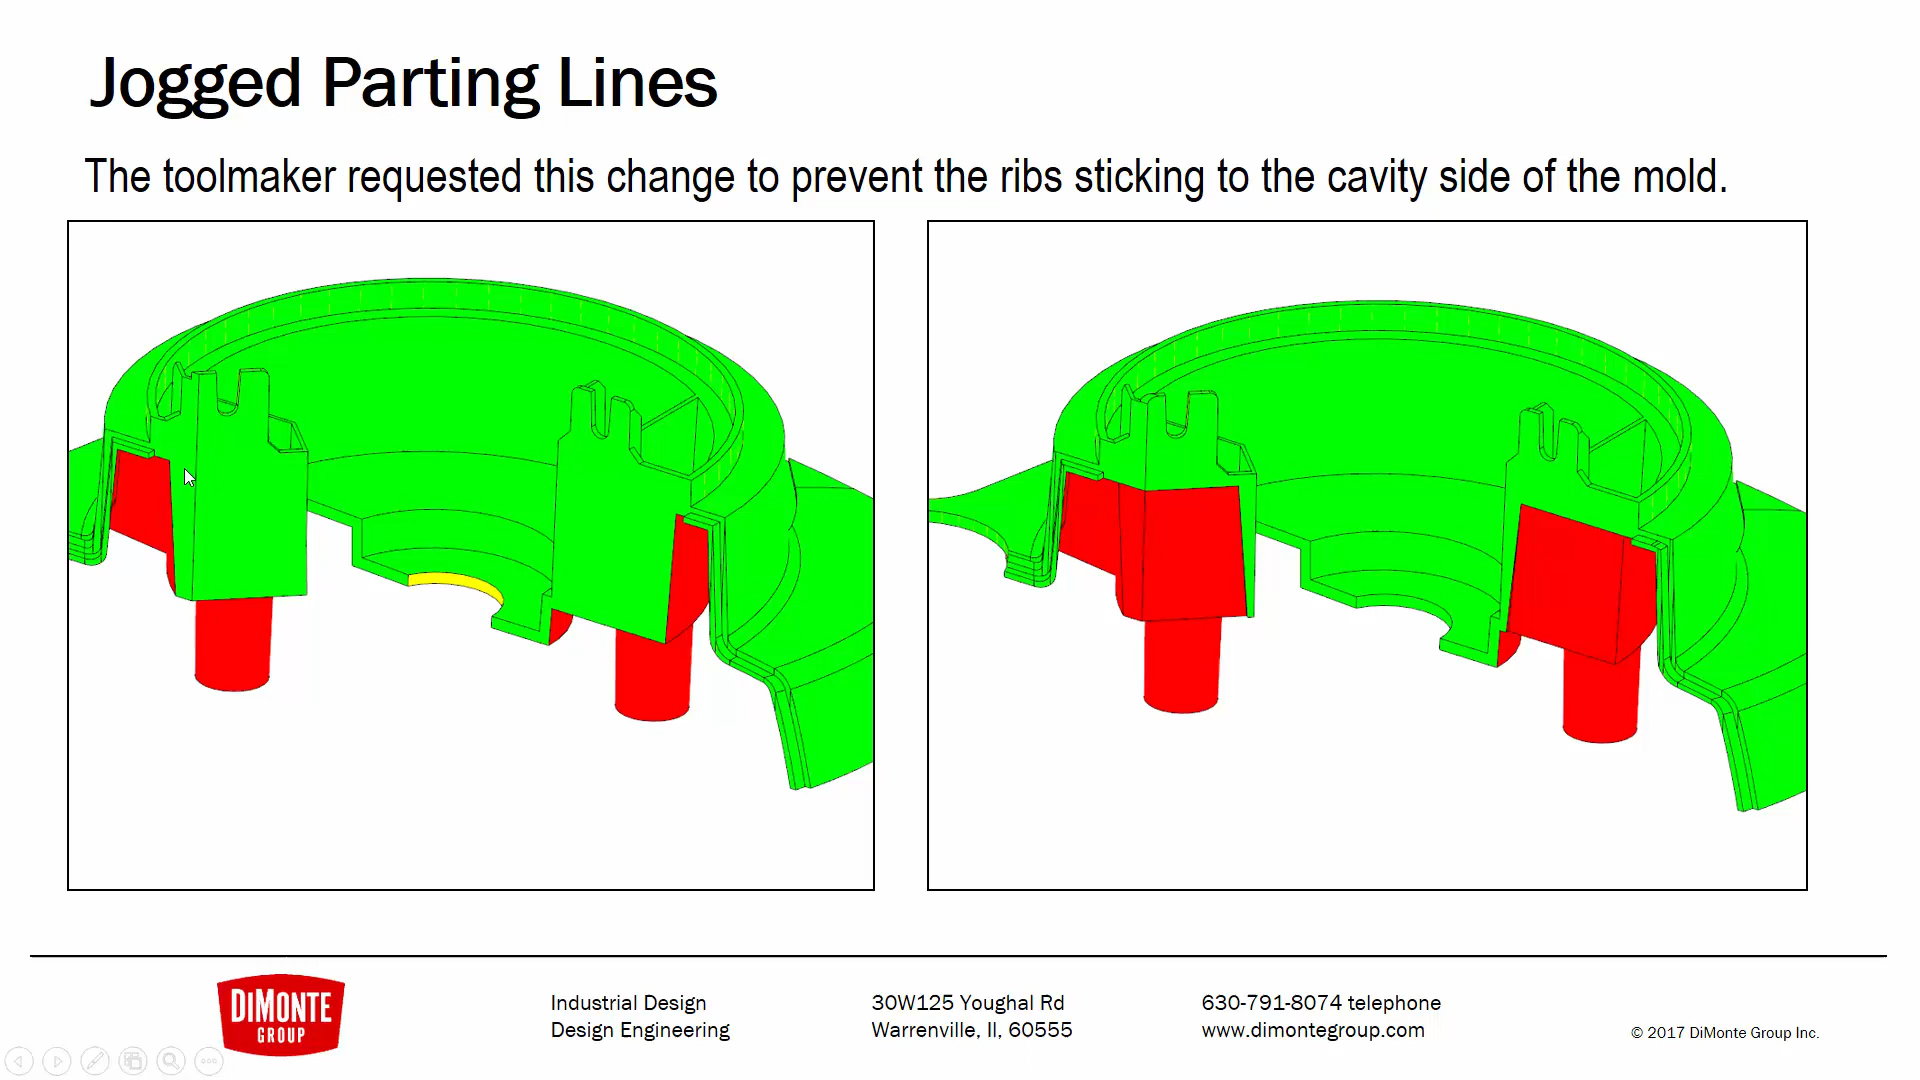 Jogged Parting Lines
The toolmaker requested this change to prevent the ribs sticking to the cavity side of the mold.
DIMONTE
GROUP
Industrial Design
Design Engineering
30W125 Youghal Rd
Warrenville, Il, 60555
630-791-8074 telephone
www.dimontegroup.com
© 2017 DiMonte Group Inc.